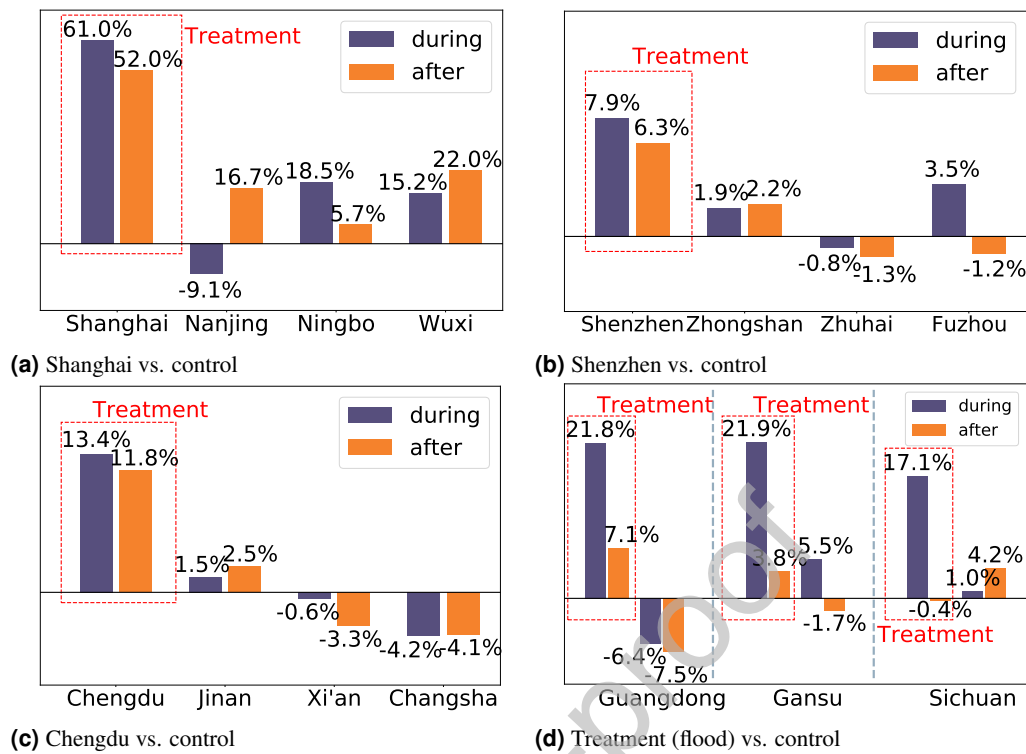 61.0%
52.0%
Treatment
during
after
-9.1%
16.7%
18.5%
5.7%
15.2%
22.0%
Shanghai Nanjing Ningbo Wuxi
(a) Shanghai vs. control
Treatment
during
after
7.9%
6.3%
1.9%
2.2%
-0.8%
-1.3%
3.5%
-1.2%
Shenzhen Zhongshan Zhuhai Fuzhou
(b) Shenzhen vs. control
Treatment
during
after
13.4%
11.8%
1.5%
2.5%
-0.6%
-3.3%
-4.2%
-4.1%
Chengdu Jinan Xi'an Changsha
(c) Chengdu vs. control
Treatment
Treatment
during
after
21.8%
7.1%
-6.4%
-7.5%
21.9%
3.8%
5.5%
-1.7%
17.1%
-0.4%
1.0%
4.2%
Treatment
Guangdong Gansu Sichuan
(d) Treatment (flood) vs. control
proof